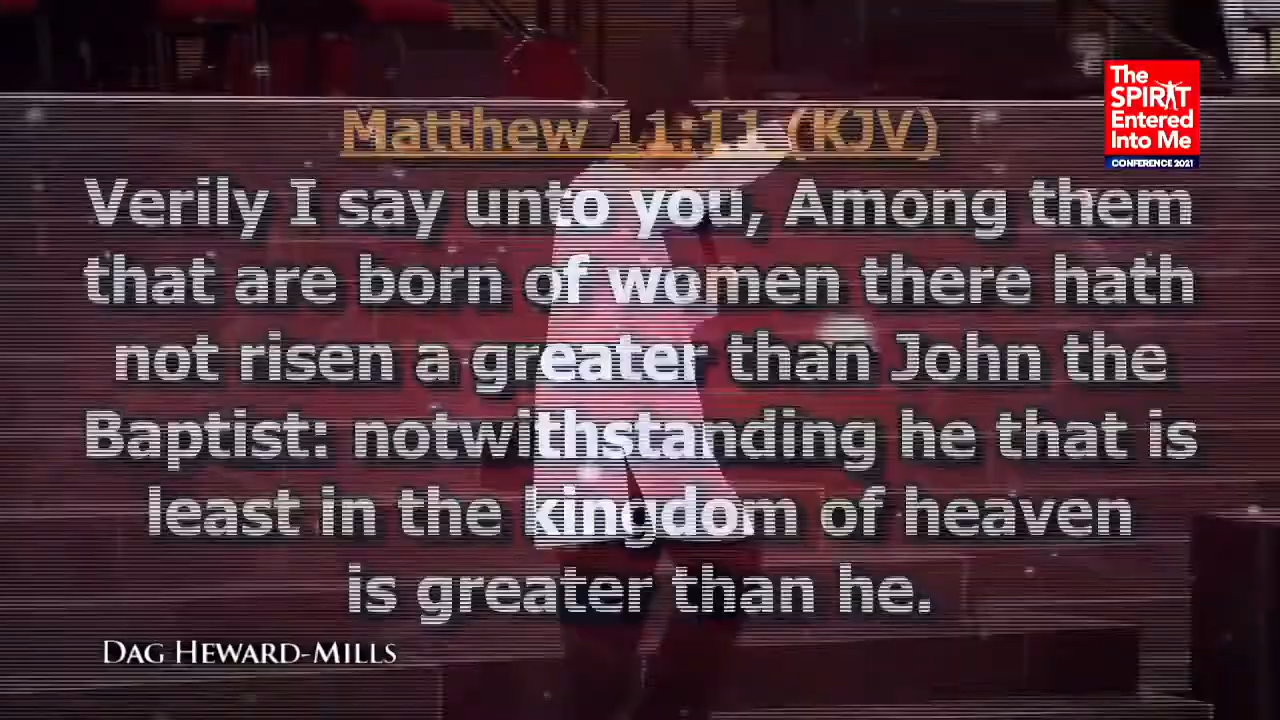 The
SPIRIT
Entered
Into Me
CONFERENCE 2021
Matthew 11:11 (KJV)
Verily I say unto you, Among them
that are born of women there hath
not risen a greater than John the
Baptist: notwithstanding he that is
least in the kingdom of heaven
is greater than he.
DAG HEWARD-MILLS